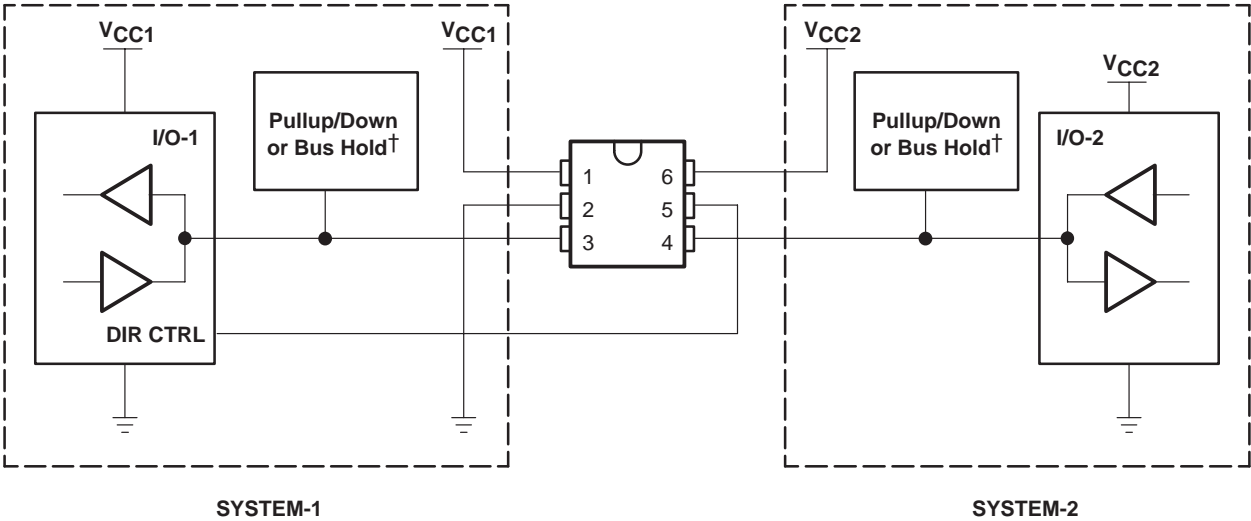 VCC1
VCC1
VCC2
VCC2
I/O-1
Pullup/Down
or Bus Hold†
1
2
3
6
5
4
Pullup/Down
or Bus Hold†
I/O-2
DIR CTRL
SYSTEM-1
SYSTEM-2